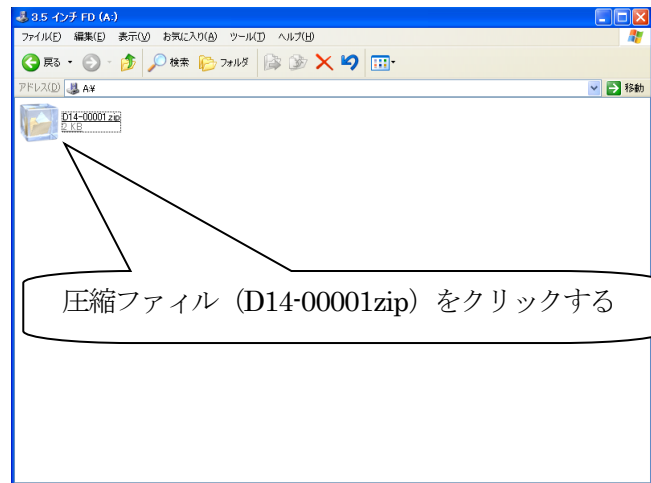 3.5 インチ FD (A:)
ファイル(F) 編集(E) 表示(V) お気に入り(A) ツール(T) ヘルプ(H)
戻る 検索 フォルダ
アドレス(D) A:¥ 移動
D14-00001.zip
2 KB
圧縮ファィル（D14-00001zip）をクリックする